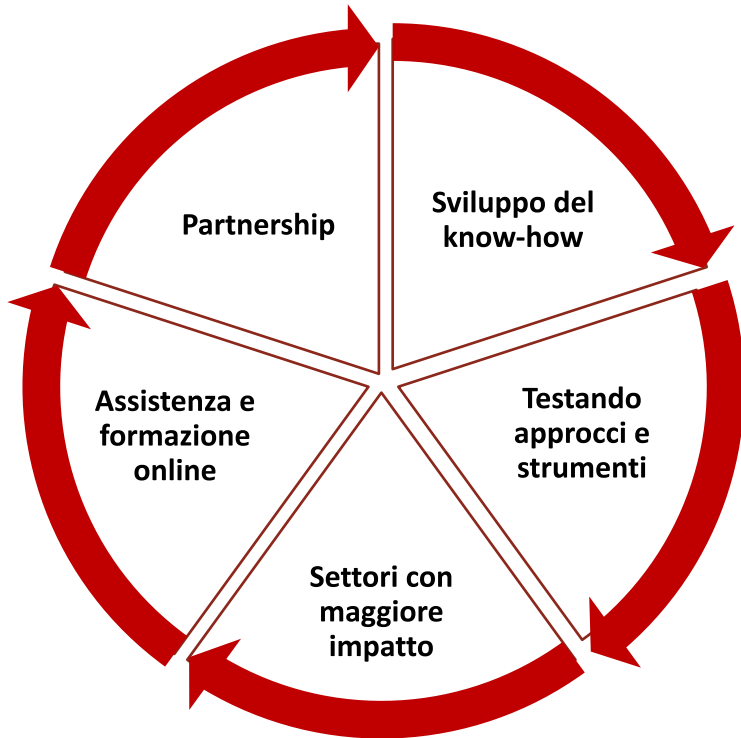 Partnership
Sviluppo del
know-how
Testando
approcci e
strumenti
Settori con
maggiore
impatto
Assistenza e
formazione
online